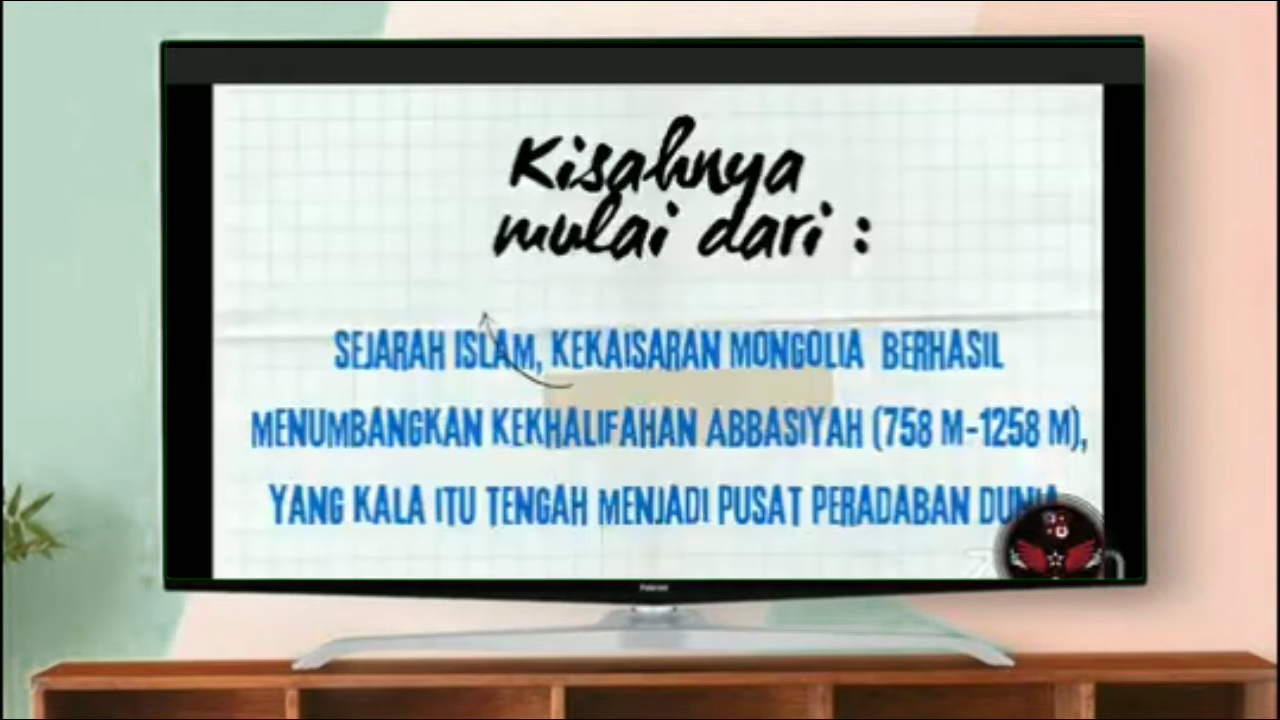 Kisahnya
mulai dari :
SEJARAH ISLAM, KEKAISARAN MONGOLIA BERHASIL
MENUMBANGKAN KEKHALIFAHAN ABBASIYAH (758 M-1258 M),
YANG KALA ITU TENGAH MENJADI PUSAT PERADABAN